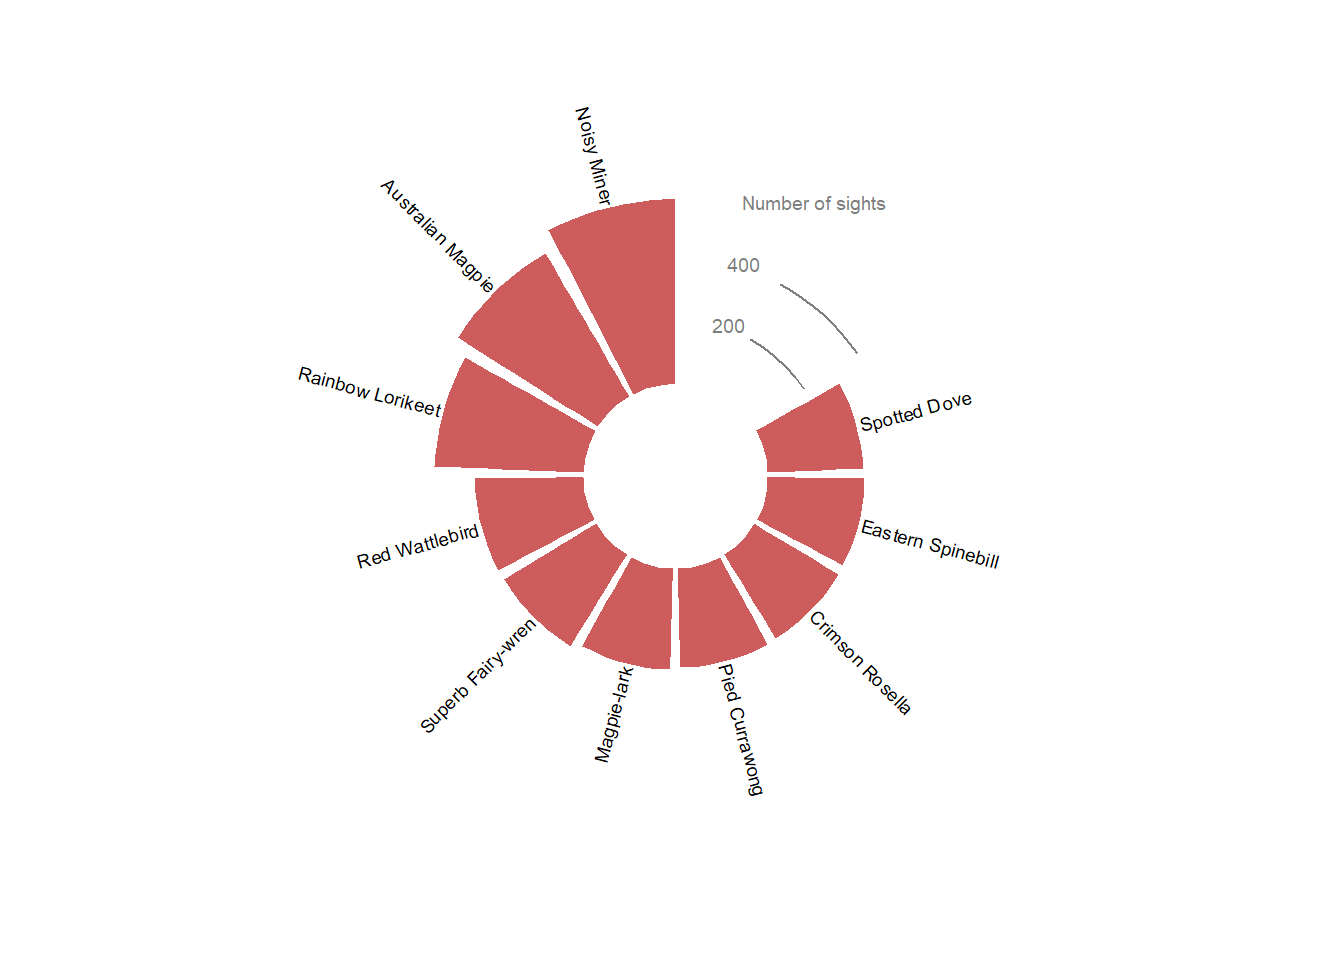 Noisy Miner
Australian Magpie
Number of sights
400
200
Rainbow Lorikeet
Spotted Dove
Red Wattlebird
Eastern Spinebill
Superb Fairy-wren
Crimson Rosella
Magpie-lark
Pied Currawong